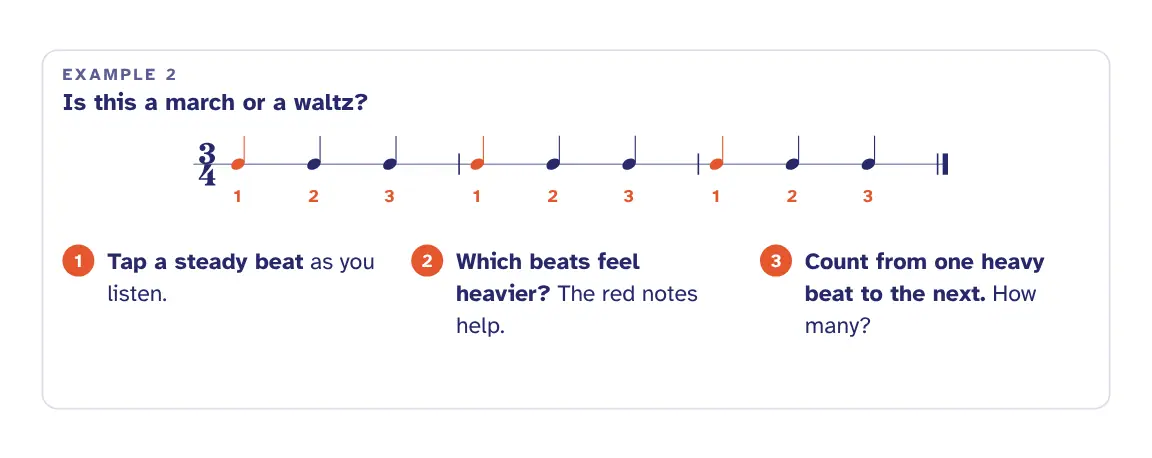 EXAMPLE 2
Is this a march or a waltz?
3
4
1 2 3 1 2 3 1 2 3
1 Tap a steady beat as you
listen.
2 Which beats feel
heavier? The red notes
help.
3 Count from one heavy
beat to the next. How
many?